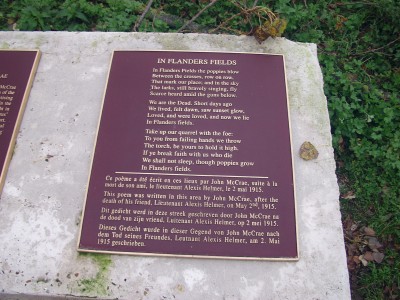 IN FLANDERS FIELDS
In Flanders Fields the poppies blow
Between the crosses, row on row,
That mark our place; and in the sky
The larks, still bravely singing, fly
Scarce heard amid the guns below.
We are the Dead. Short days ago
We lived, felt dawn, saw sunset glow,
Loved, and were loved, and now we lie
In Flanders fields.
Take up our quarrel with the foe:
To you from failing hands we throw
The torch, be yours to hold it high.
If ye break faith with us who die
We shall not sleep, though poppies grow
In Flanders fields.
Ce poème a été écrit en ces lieux par John McCrae, suite à la
mort de son ami, le lieutenant Alexis Helmer, le 2 mai 1915.
This poem was written in this area by John McCrae, after the
death of his friend, Lieutenant Alexis Helmer, on May 2nd, 1915.
Dit gedicht werd in deze streek geschreven door John McCrae na
de dood van zijn vriend, Luitenant Alexis Helmer, op 2 mei 1915.
Dieses Gedicht wurde in dieser Gegend von John McCrae nach
dem Tod seines Freundes, Leutnant Alexis Helmer, am 2. Mai
1915 geschrieben.